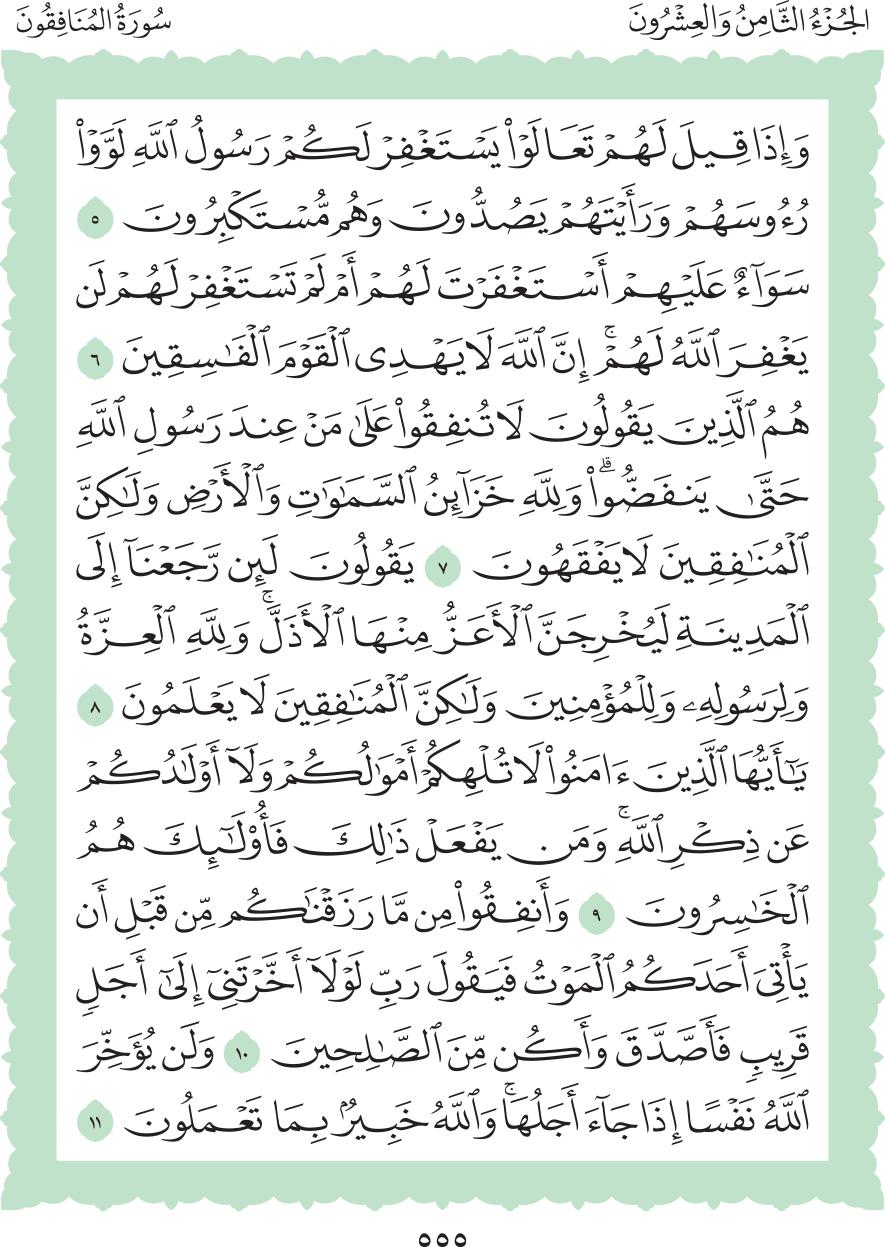 الجُزْءُ الثَّامِنُ وَالعِشْرُونَ
سُورَةُ المُنَافِقُونَ
وَإِذَا قِيلَ لَهُمۡ تَعَالَوۡاْ يَسۡتَغۡفِرۡ لَكُمۡ رَسُولُ ٱللَّهِ لَوَّوۡاْ
رُءُوسَهُمۡ وَرَأَيۡتَهُمۡ يَصُدُّونَ وَهُم مُّسۡتَكۡبِرُونَ ٥
سَوَآءٌ عَلَيۡهِمۡ أَسۡتَغۡفَرۡتَ لَهُمۡ أَمۡ لَمۡ تَسۡتَغۡفِرۡ لَهُمۡ لَن
يَغۡفِرَ ٱللَّهُ لَهُمۡۚ إِنَّ ٱللَّهَ لَا يَهۡدِى ٱلۡقَوۡمَ ٱلۡفَٰسِقِينَ ٦
هُمُ ٱلَّذِينَ يَقُولُونَ لَا تُنفِقُواْ عَلَىٰ مَنۡ عِندَ رَسُولِ ٱللَّهِ
حَتَّىٰ يَنفَضُّواْۗ وَلِلَّهِ خَزَآئِنُ ٱلسَّمَٰوَٰتِ وَٱلۡأَرۡضِ وَلَٰكِنَّ
ٱلۡمُنَٰفِقِينَ لَا يَفۡقَهُونَ ٧ يَقُولُونَ لَئِن رَّجَعۡنَآ إِلَى
ٱلۡمَدِينَةِ لَيُخۡرِجَنَّ ٱلۡأَعَزُّ مِنۡهَا ٱلۡأَذَلَّۚ وَلِلَّهِ ٱلۡعِزَّةُ
وَلِرَسُولِهِۦ وَلِلۡمُؤۡمِنِينَ وَلَٰكِنَّ ٱلۡمُنَٰفِقِينَ لَا يَعۡلَمُونَ ٨
يَٰٓأَيُّهَا ٱلَّذِينَ ءَامَنُواْ لَا تُلۡهِكُمۡ أَمۡوَٰلُكُمۡ وَلَآ أَوۡلَٰدُكُمۡ
عَن ذِكۡرِ ٱللَّهِۚ وَمَن يَفۡعَلۡ ذَٰلِكَ فَأُوْلَٰٓئِكَ هُمُ
ٱلۡخَٰسِرُونَ ٩ وَأَنفِقُواْ مِن مَّا رَزَقۡنَٰكُم مِّن قَبۡلِ أَن
يَأۡتِىَ أَحَدَكُمُ ٱلۡمَوۡتُ فَيَقُولَ رَبِّ لَوۡلَآ أَخَّرۡتَنِىٓ إِلَىٰٓ أَجَلٖ
قَرِيبٖ فَأَصَّدَّقَ وَأَكُن مِّنَ ٱلصَّٰلِحِينَ ١٠ وَلَن يُؤَخِّرَ
ٱللَّهُ نَفۡسًا إِذَا جَآءَ أَجَلُهَاۚ وَٱللَّهُ خَبِيرُۢ بِمَا تَعۡمَلُونَ ١١
٥٥٥